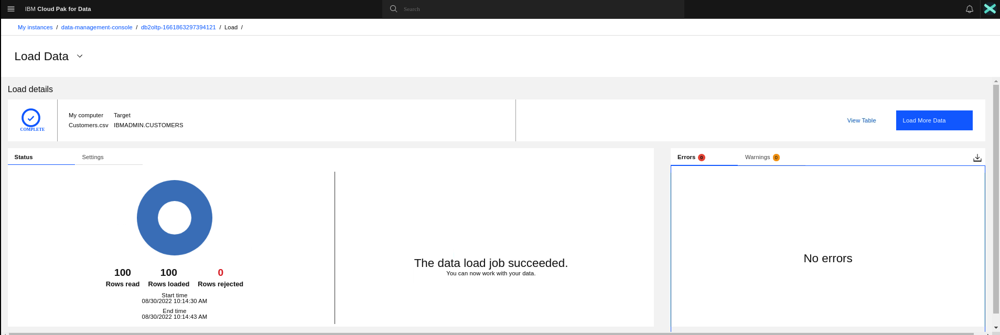 IBM Cloud Pak for Data
Search
My instances / data-management-console / db2oltp-1661863297394121 / Load /
Load Data
Load details
COMPLETE
My computer Target
Customers.csv IBMADMIN.CUSTOMERS
View Table
Load More Data
Status Settings
Errors 0 Warnings 0
100 100 0
Rows read Rows loaded Rows rejected
Start time
08/30/2022 10:14:30 AM
End time
08/30/2022 10:14:43 AM
The data load job succeeded.
You can now work with your data.
No errors